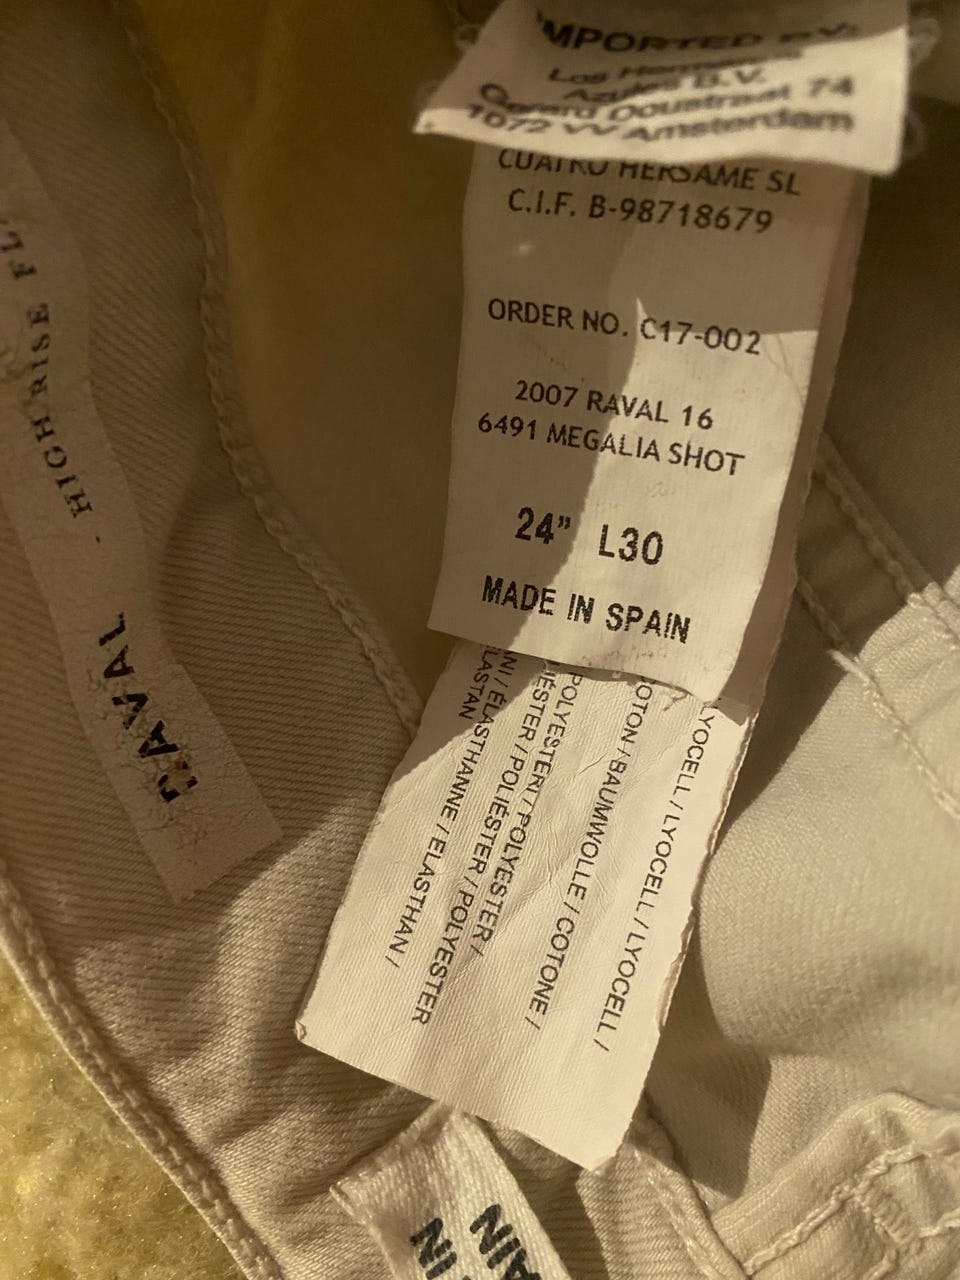 IMPORTED BY:
Los Hermanos
Azules B.V.
Gerard Doustraat 74
1072 VV Amsterdam
CUATRO HERSAME SL
C.I.F. B-98718679
ORDER NO. C17-002
2007 RAVAL 16
6491 MEGALIA SHOT
24" L30
MADE IN SPAIN
LYOCELL / LYOCELL / LYOCELL /
COTON / BAUMWOLLE / COTONE /
POLYESTER / POLYESTER /
POLIÉSTER / POLYESTER
ÉLASTHANNE / ELASTHAN /
ELASTAN
RAVAL - HIGH RISE
IN